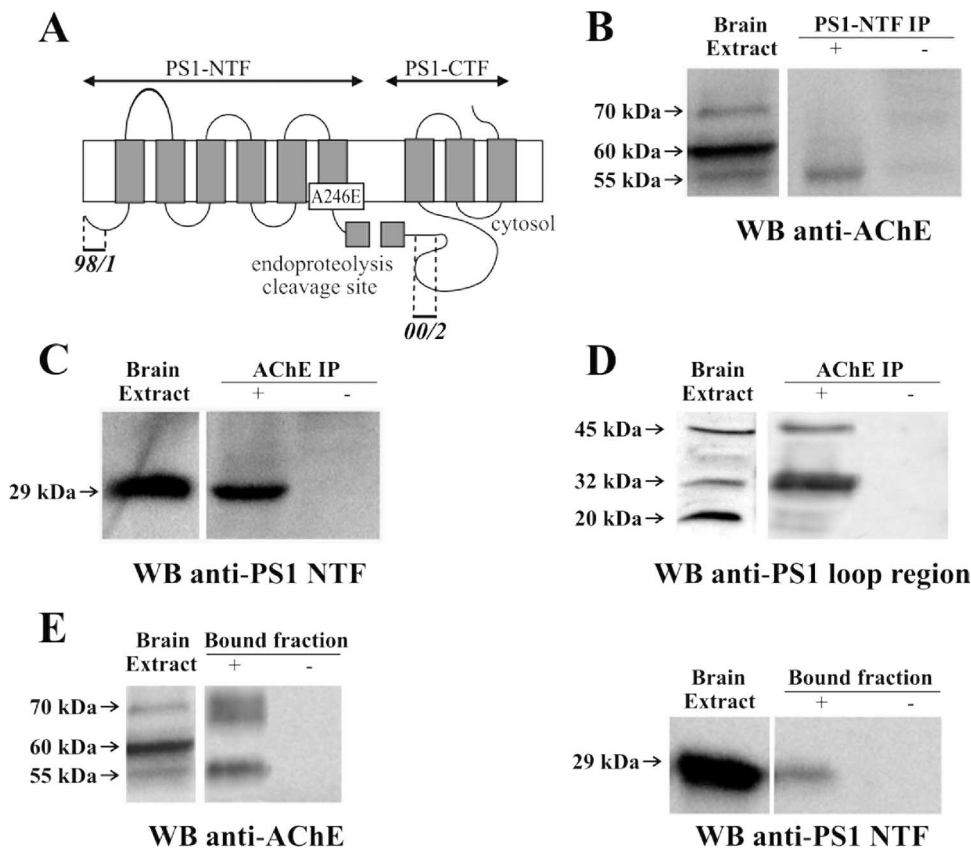 A
PS1-NTF
PS1-CTF
A246E
cytosol
98/1
endoproteolysis
cleavage site
00/2
B
Brain
Extract
PS1-NTF IP
+ -
70 kDa→
60 kDa→
55 kDa→
WB anti-AChE
C
Brain
Extract
AChE IP
+ -
29 kDa→
WB anti-PS1 NTF
D
Brain
Extract
AChE IP
+ -
45 kDa→
32 kDa→
20 kDa→
WB anti-PS1 loop region
E
Brain
Extract
Bound fraction
+ -
70 kDa→
60 kDa→
55 kDa→
WB anti-AChE
Brain
Extract
Bound fraction
+ -
29 kDa→
WB anti-PS1 NTF